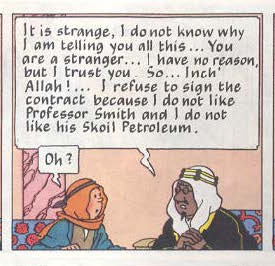 It is strange, I do not know why
I am telling you all this... You
are a stranger... I have no reason,
but I trust you. So... Inch'
Allah!... I refuse to sign the
contract because I do not like
Professor Smith and I do not
like his Skoil Petroleum.
Oh?